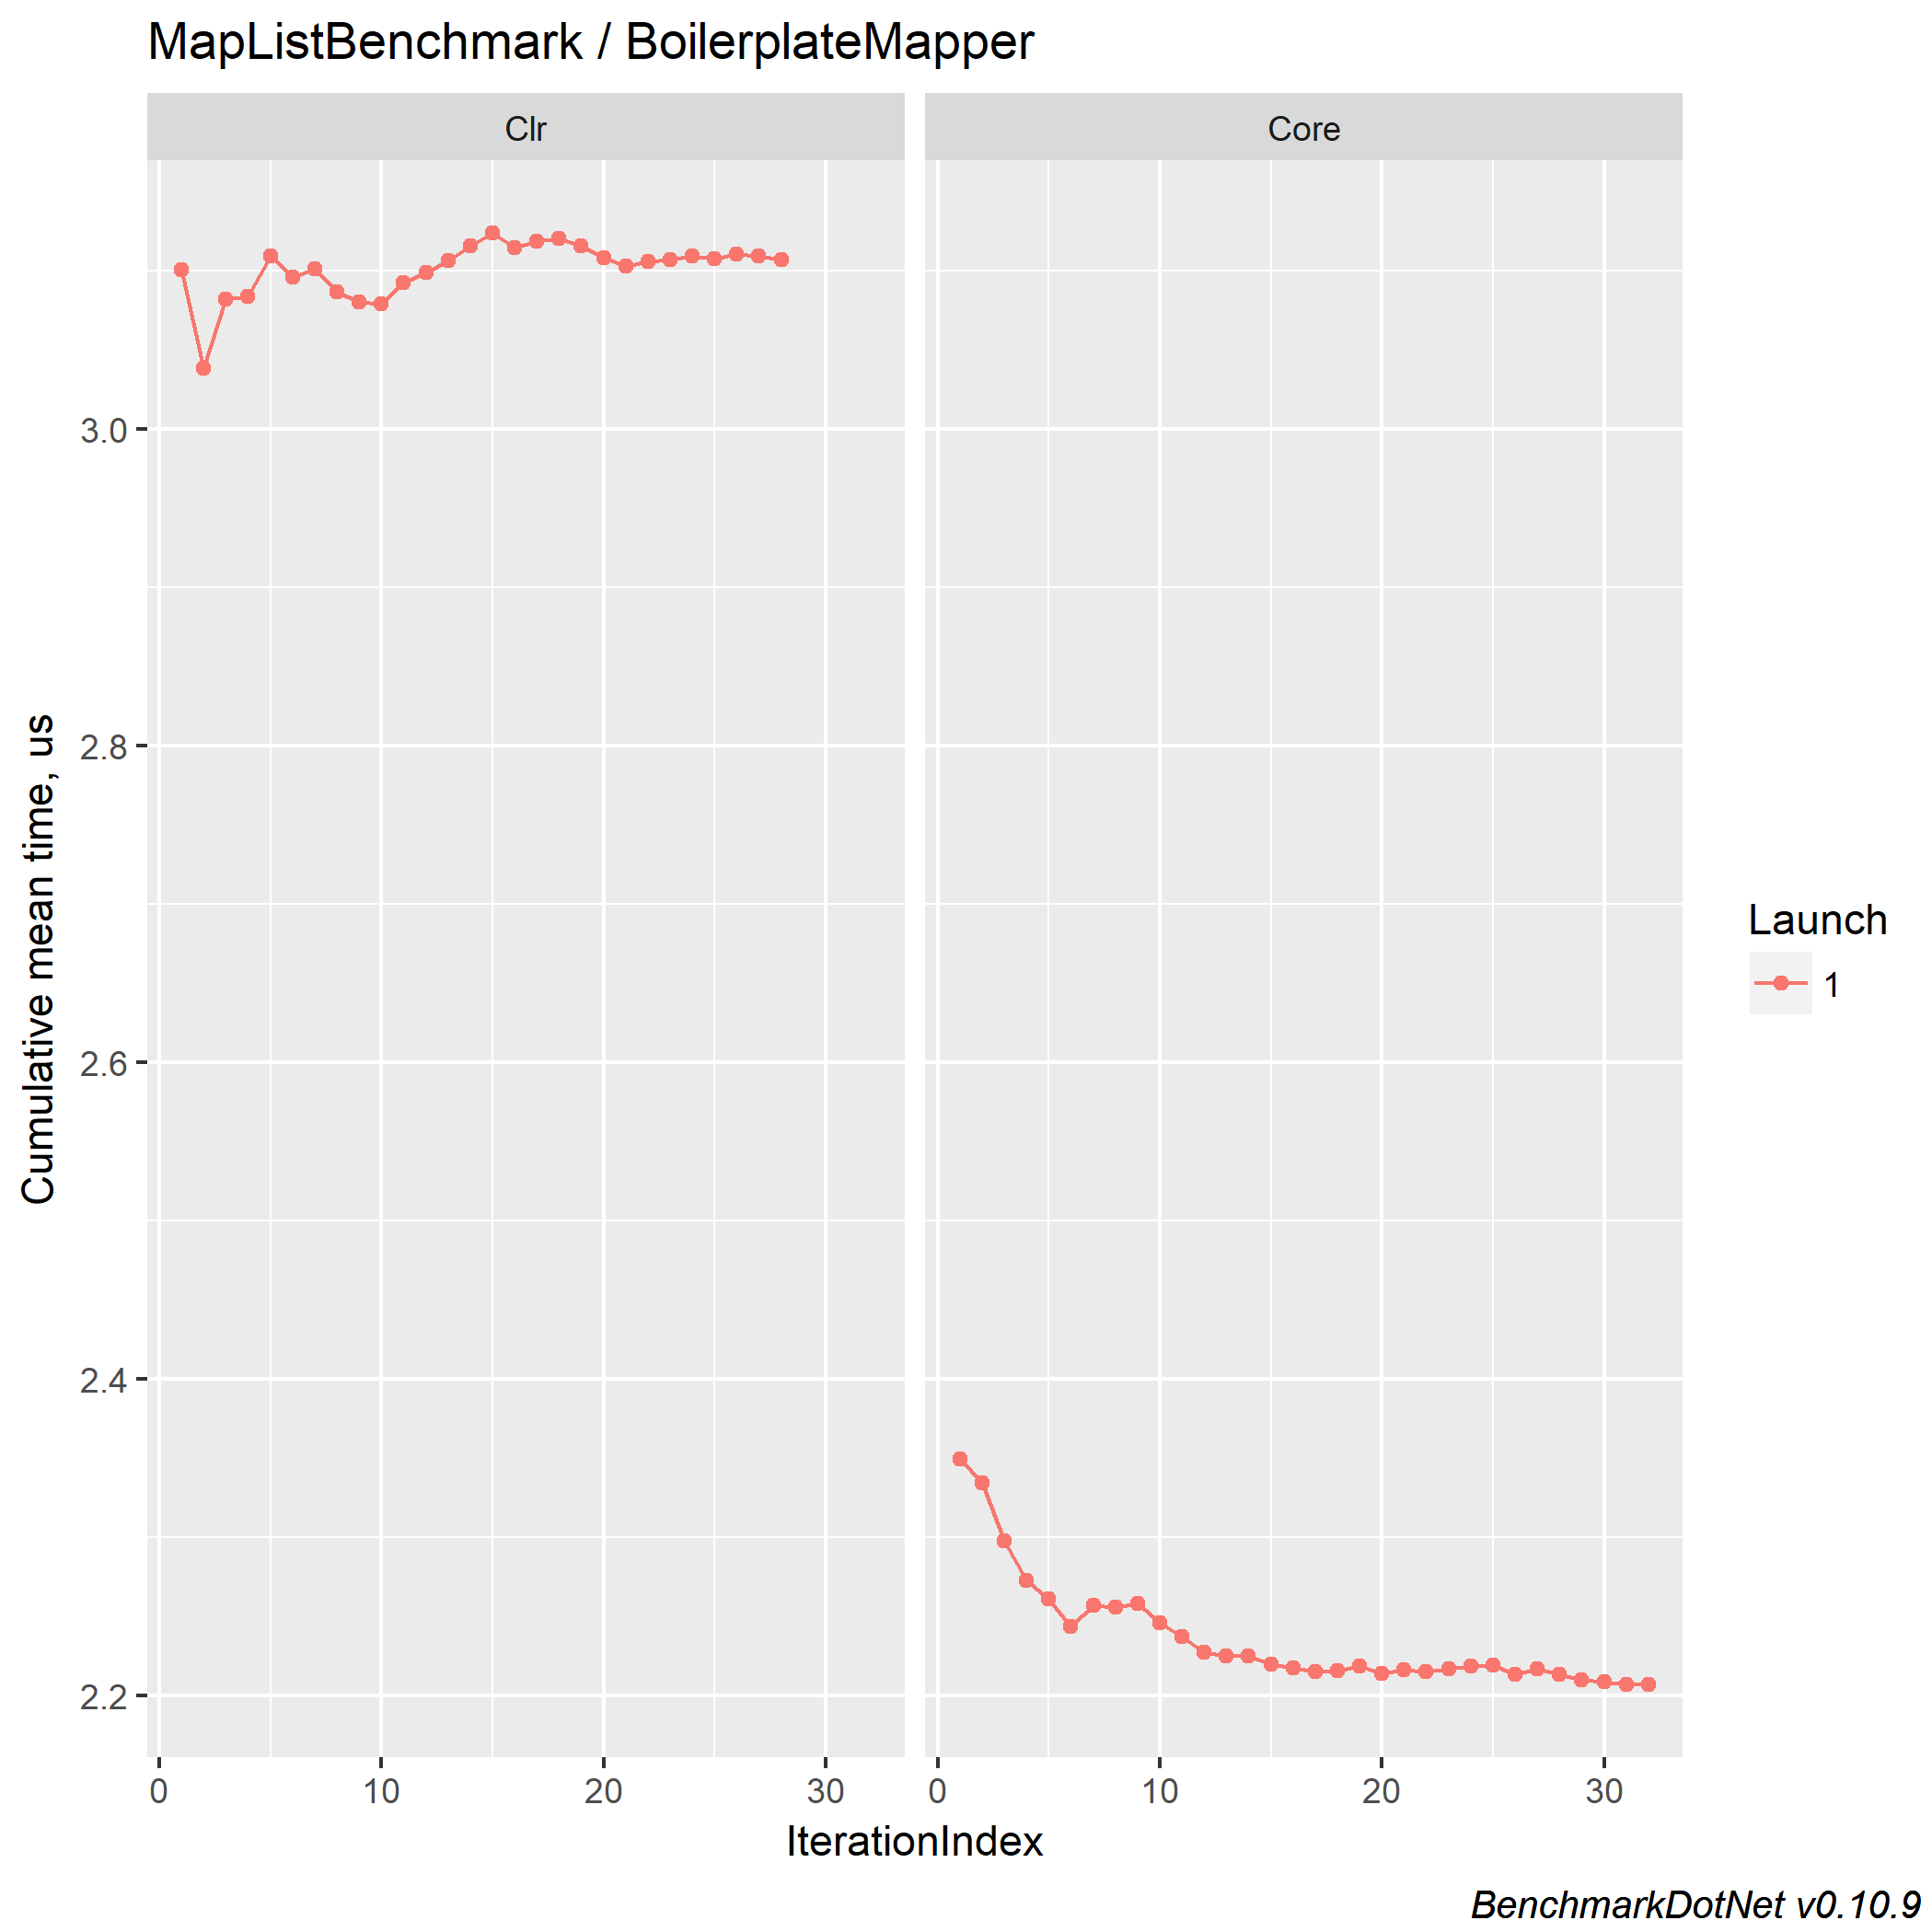 MapListBenchmark / BoilerplateMapper
Clr
Core
Cumulative mean time, us
3.0
2.8
2.6
2.4
2.2
0
10
20
30
0
10
20
30
IterationIndex
Launch
1
BenchmarkDotNet v0.10.9